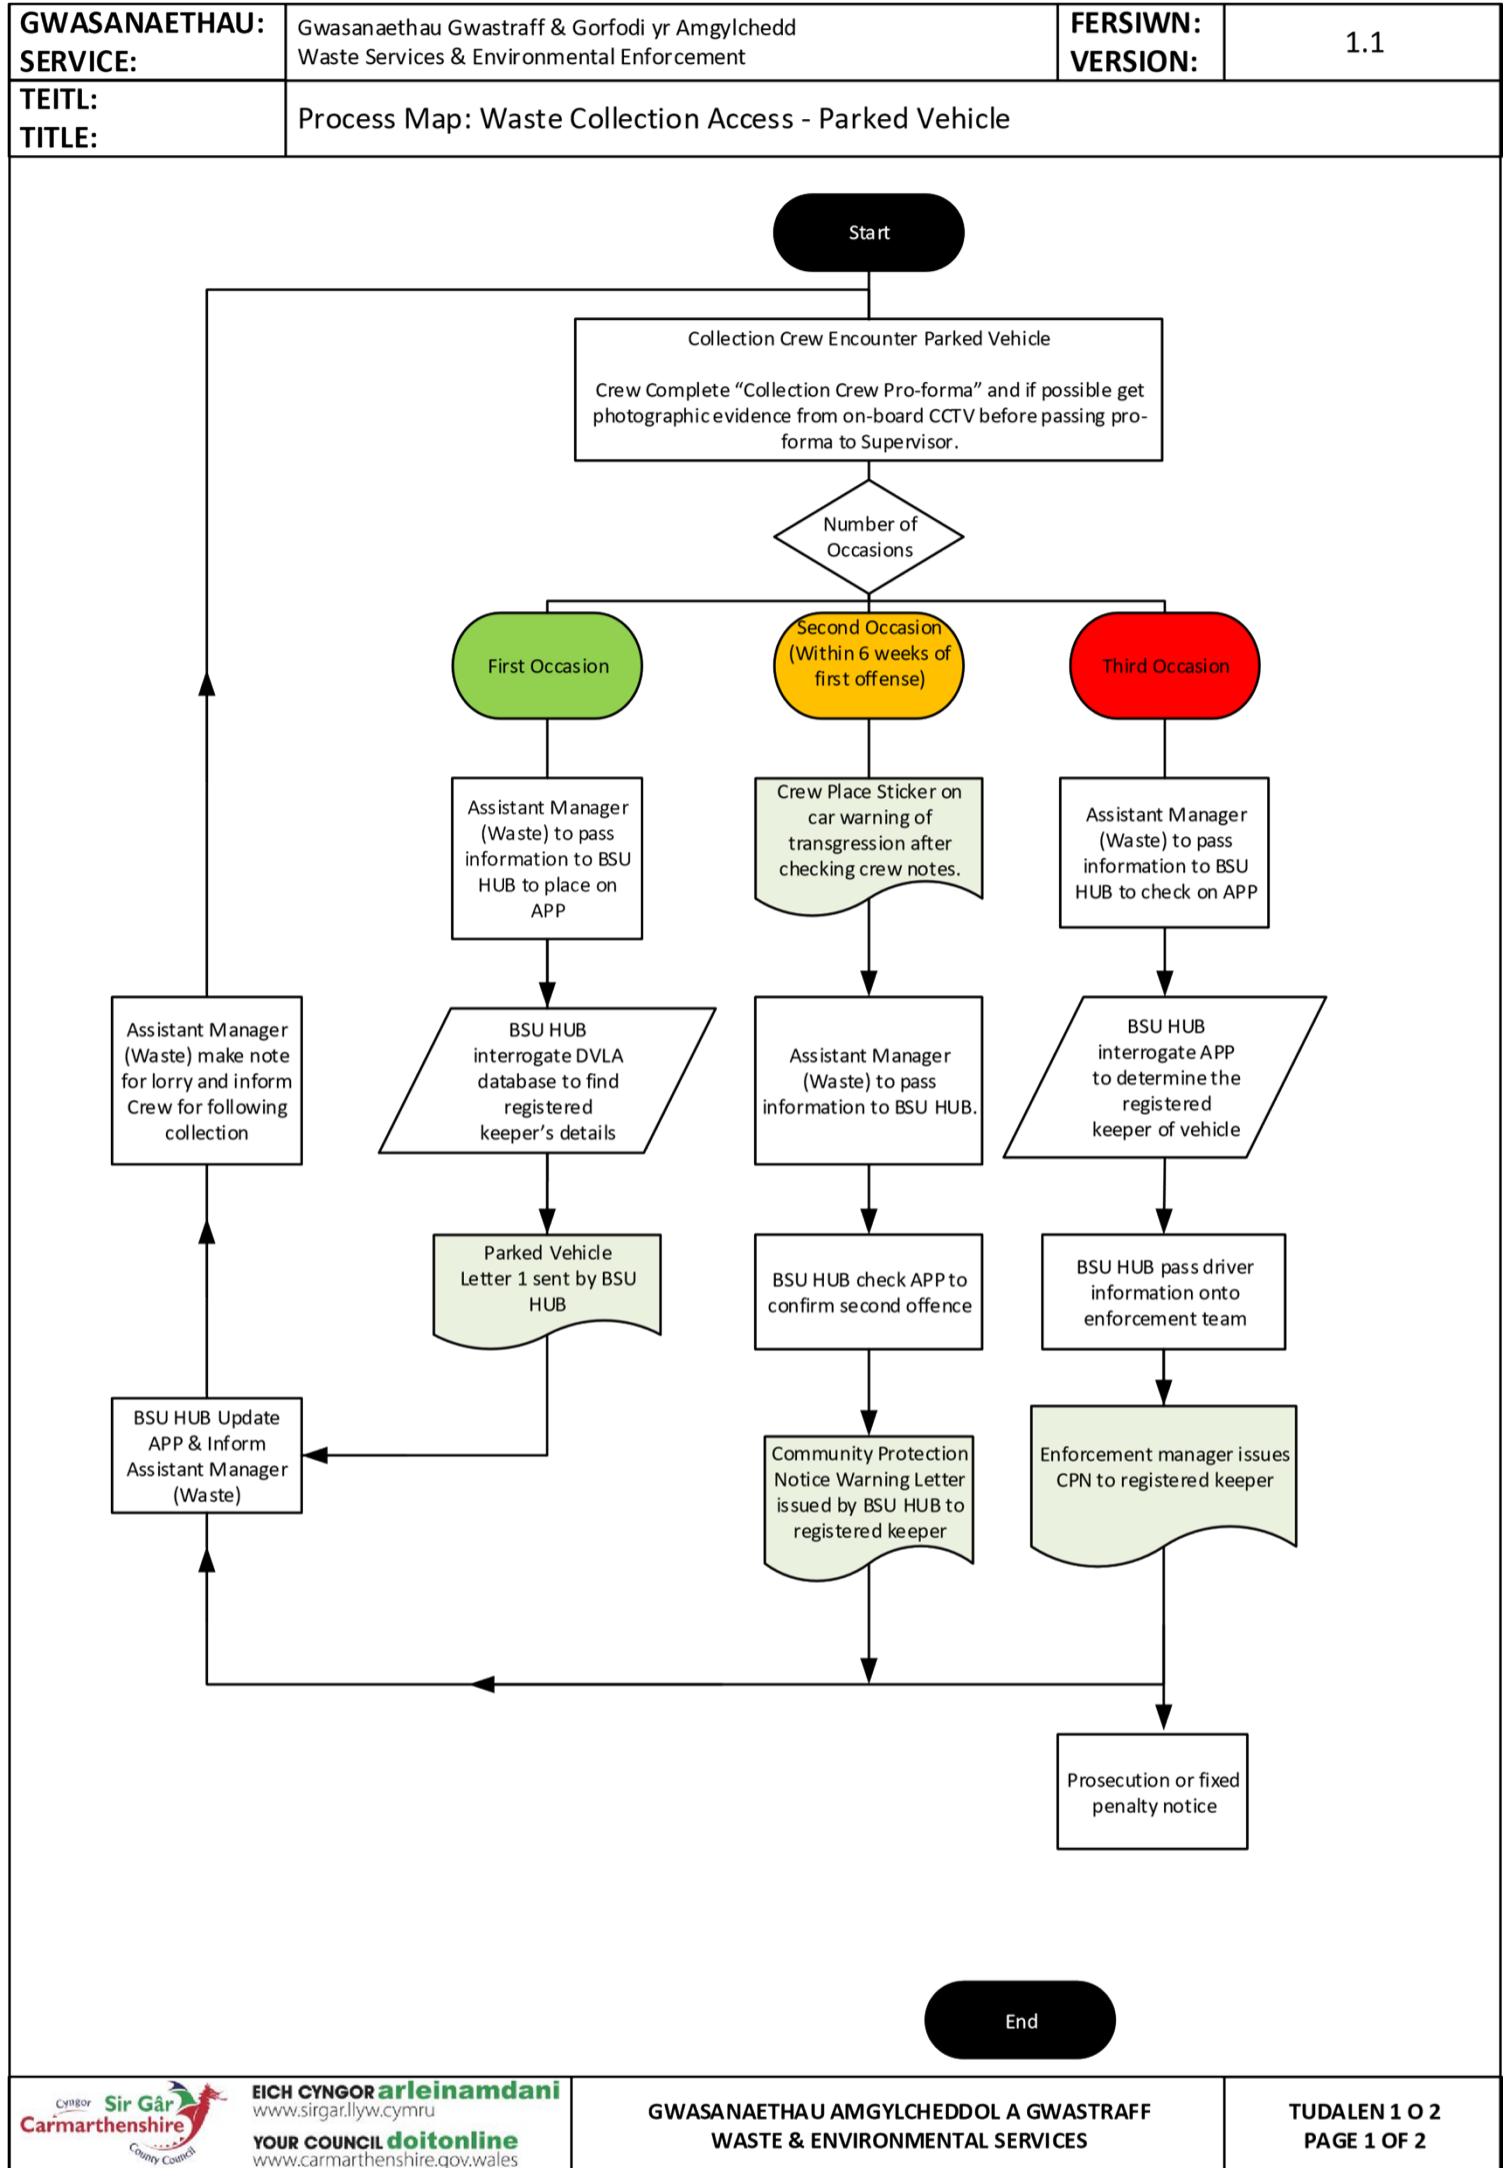 GWASANAETHAU:
SERVICE:
Gwasanaethau Gwastraff & Gorfodi yr Amgylchedd
Waste Services & Environmental Enforcement
FERSIWN:
VERSION:
1.1
TEITL:
TITLE:
Process Map: Waste Collection Access - Parked Vehicle
Start
Collection Crew Encounter Parked Vehicle
Crew Complete “Collection Crew Pro-forma” and if possible get
photographic evidence from on-board CCTV before passing pro-
forma to Supervisor.
Number of
Occasions
First Occasion
Second Occasion
(Within 6 weeks of
first offense)
Third Occasion
Assistant Manager
(Waste) to pass
information to BSU
HUB to place on
APP
Crew Place Sticker on
car warning of
transgression after
checking crew notes.
Assistant Manager
(Waste) to pass
information to BSU
HUB to check on APP
Assistant Manager
(Waste) make note
for lorry and inform
Crew for following
collection
BSU HUB
interrogate DVLA
database to find
registered
keeper’s details
Assistant Manager
(Waste) to pass
information to BSU HUB.
BSU HUB
interrogate APP
to determine the
registered
keeper of vehicle
Parked Vehicle
Letter 1 sent by BSU
HUB
BSU HUB check APP to
confirm second offence
BSU HUB pass driver
information onto
enforcement team
BSU HUB Update
APP & Inform
Assistant Manager
(Waste)
Community Protection
Notice Warning Letter
issued by BSU HUB to
registered keeper
Enforcement manager issues
CPN to registered keeper
Prosecution or fixed
penalty notice
End
Cyngor Sir Gâr
Carmarthenshire
County Council
EICH CYNGOR arleinamdani
www.sirgar.llyw.cymru
YOUR COUNCIL doitonline
www.carmarthenshire.gov.wales
GWASANAETHAU AMGYLCHEDDOL A GWASTRAFF
WASTE & ENVIRONMENTAL SERVICES
TUDALEN 1 O 2
PAGE 1 OF 2